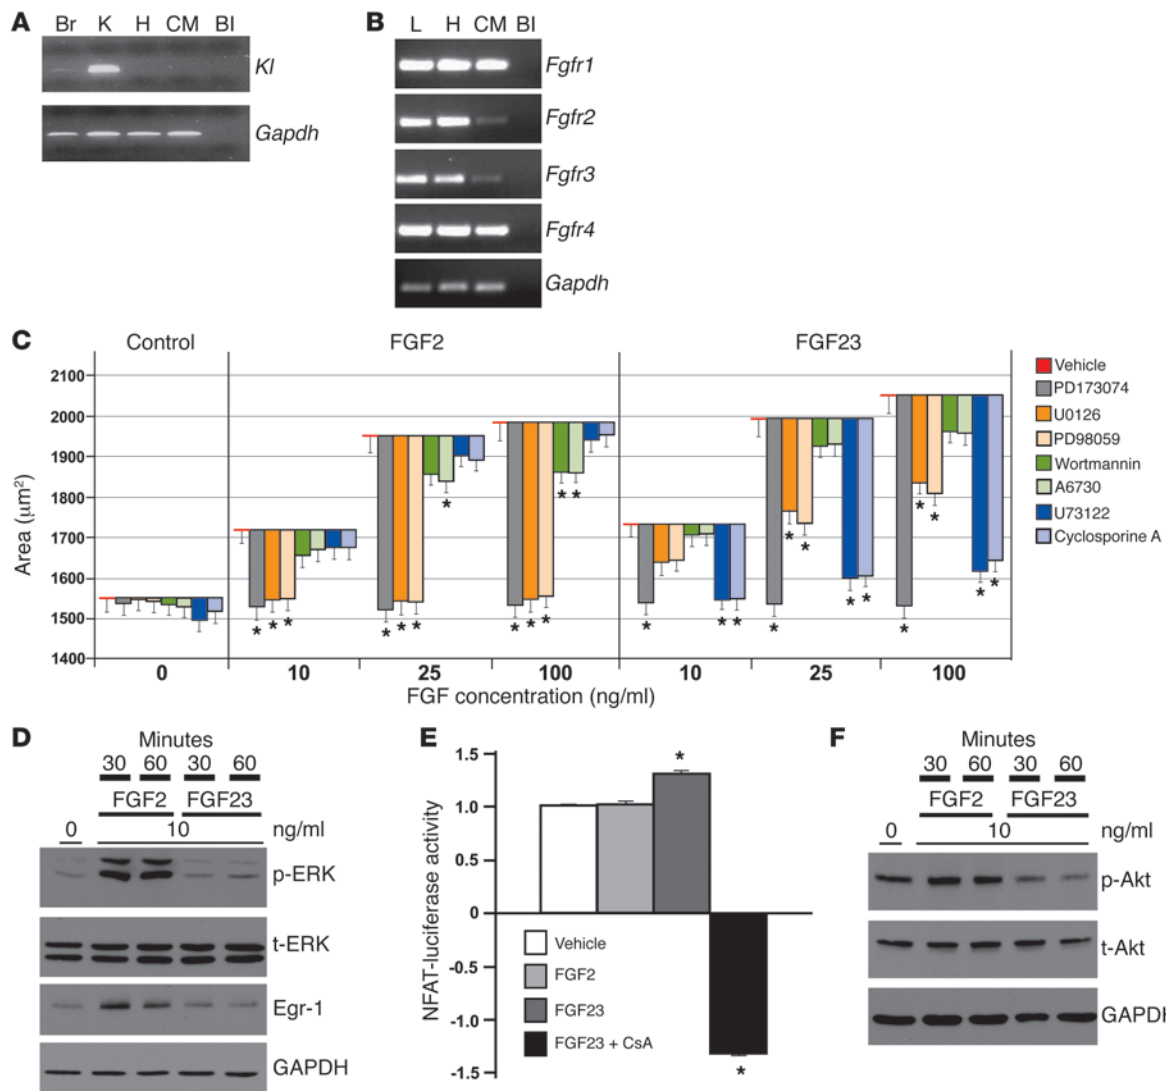 A
Br K H CM Bl
Kl
Gapdh
B
L H CM Bl
Fgfr1
Fgfr2
Fgfr3
Fgfr4
Gapdh
C
Control FGF2 FGF23
Area (μm²)
2100
2000
1900
1800
1700
1600
1500
1400
* * * * * * * * * * * *
* * * * * * * * * * * * *
0 10 25 100 10 25 100
FGF concentration (ng/ml)
Vehicle
PD173074
U0126
PD98059
Wortmannin
A6730
U73122
Cyclosporine A
D
Minutes
30 60 30 60
FGF2 FGF23
0 10 ng/ml
p-ERK
t-ERK
Egr-1
GAPDH
E
NFAT-luciferase activity
1.5
1.0
0.5
0
-0.5
-1.0
-1.5
*
*
Vehicle
FGF2
FGF23
FGF23 + CsA
F
Minutes
30 60 30 60
FGF2 FGF23
0 10 ng/ml
p-Akt
t-Akt
GAPDH